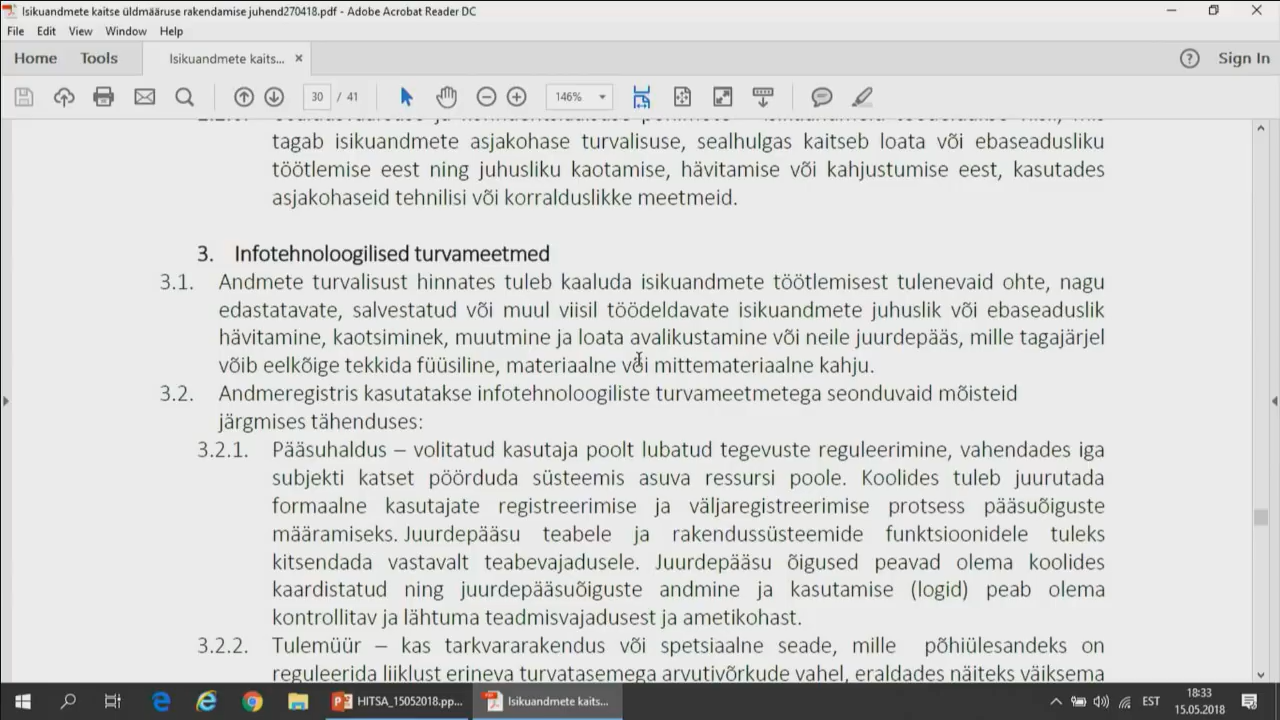 Isikuandmete kaitse üldmääruse rakendamise juhend270418.pdf - Adobe Acrobat Reader DC
File Edit View Window Help
Home Tools Isikuandmete kaits... × Sign In
30 / 41 146%
tagab isikuandmete asjakohase turvalisuse, sealhulgas kaitseb loata või ebaseadusliku
töötlemise eest ning juhusliku kaotamise, hävitamise või kahjustumise eest, kasutades
asjakohaseid tehnilisi või korralduslikke meetmeid.
3. Infotehnoloogilised turvameetmed
3.1. Andmete turvalisust hinnates tuleb kaaluda isikuandmete töötlemisest tulenevaid ohte, nagu
edastatavate, salvestatud või muul viisil töödeldavate isikuandmete juhuslik või ebaseaduslik
hävitamine, kaotsiminek, muutmine ja loata avalikustamine või neile juurdepääs, mille tagajärjel
võib eelkõige tekkida füüsiline, materiaalne või mittemateriaalne kahju.
3.2. Andmeregistris kasutatakse infotehnoloogiliste turvameetmetega seonduvaid mõisteid
järgmises tähenduses:
3.2.1. Pääsuhaldus – volitatud kasutaja poolt lubatud tegevuste reguleerimine, vahendades iga
subjekti katset pöörduda süsteemis asuva ressursi poole. Koolides tuleb juurutada
formaalne kasutajate registreerimise ja väljaregistreerimise protsess pääsuõiguste
määramiseks. Juurdepääsu teabele ja rakendussüsteemide funktsioonidele tuleks
kitsendada vastavalt teabevajadusele. Juurdepääsu õigused peavad olema koolides
kaardistatud ning juurdepääsuõiguste andmine ja kasutamise (logid) peab olema
kontrollitav ja lähtuma teadmisvajadusest ja ametikohast.
3.2.2. Tulemüür – kas tarkvararakendus või spetsiaalne seade, mille põhiülesandeks on
reguleerida liiklust erineva turvatasemega arvutivõrkude vahel, eraldades näiteks väiksema
HITSA_15052018.pp... Isikuandmete kaits... EST 18:33
15.05.2018